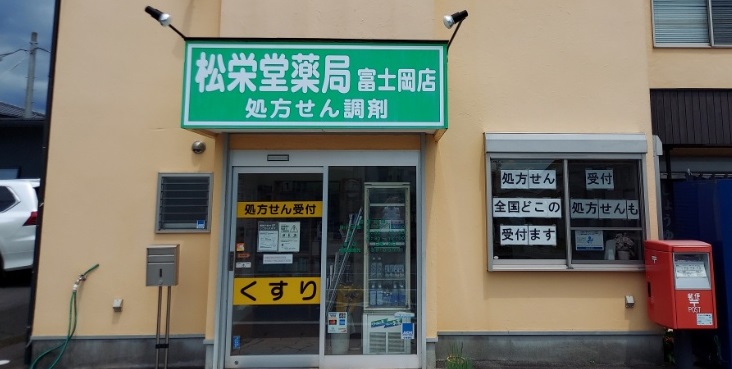 松栄堂薬局 富士岡店
処方せん調剤
処方せん受付
くすり
処方せん 受付
全国どこの 処方せんも
受付ます
〒
POST